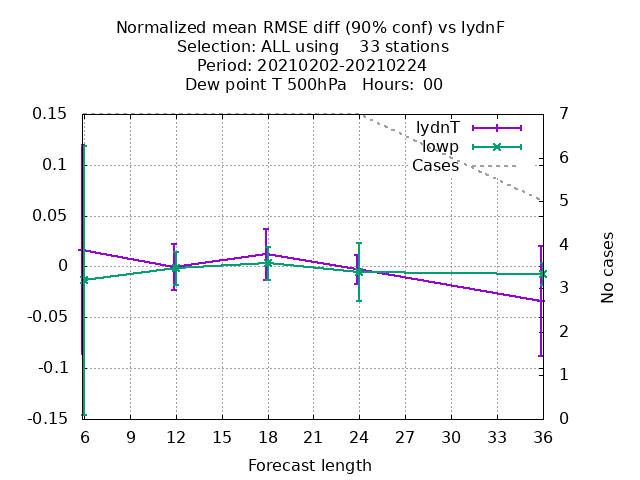 Normalized mean RMSE diff (90% conf) vs IydnF
Selection: ALL using    33 stations
Period: 20210202-20210224
Dew point T 500hPa   Hours:  00
0.15
0.1
0.05
0
-0.05
-0.1
-0.15
7
6
5
4
3
2
1
0
IydnT
Iowp
Cases
No cases
6 9 12 15 18 21 24 27 30 33 36
Forecast length